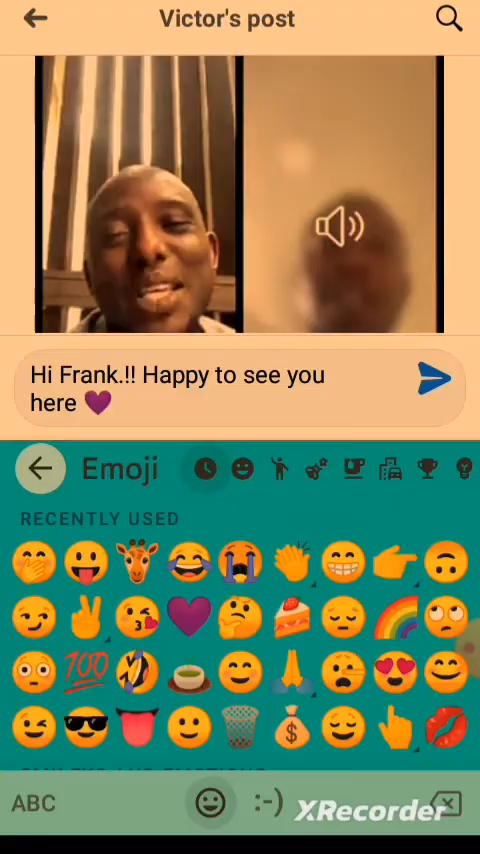 Victor's post
Hi Frank.!! Happy to see you
here 💜
Emoji
RECENTLY USED
ABC
:-)
XRecorder